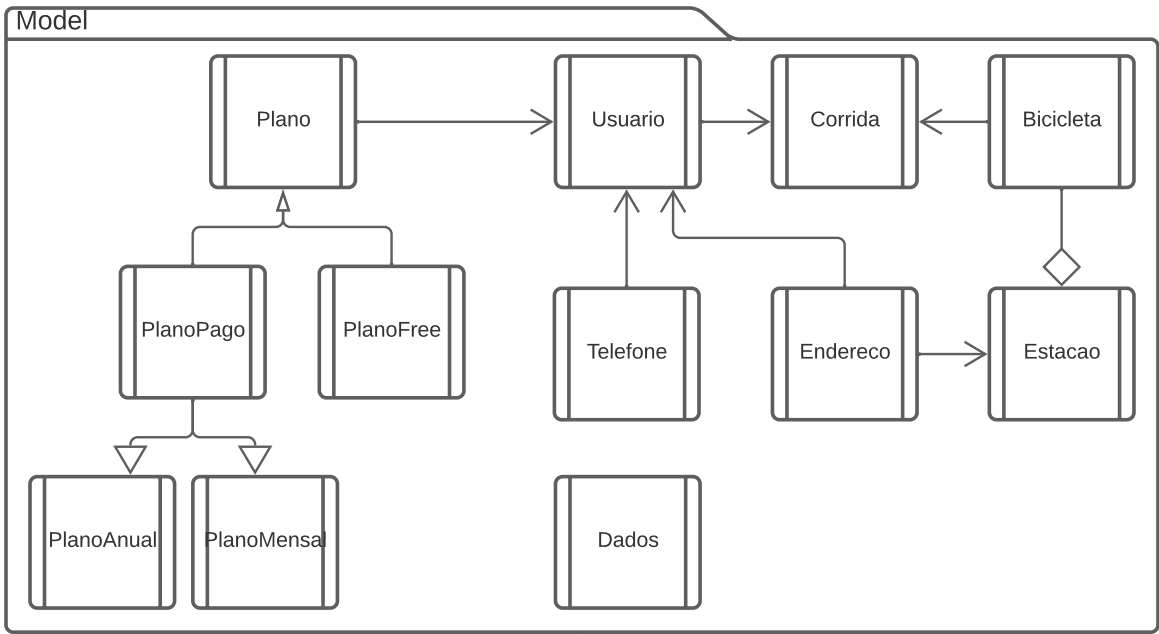 Model
Plano
Usuario
Corrida
Bicicleta
PlanoPago
PlanoFree
Telefone
Endereco
Estacao
PlanoAnual
PlanoMensal
Dados